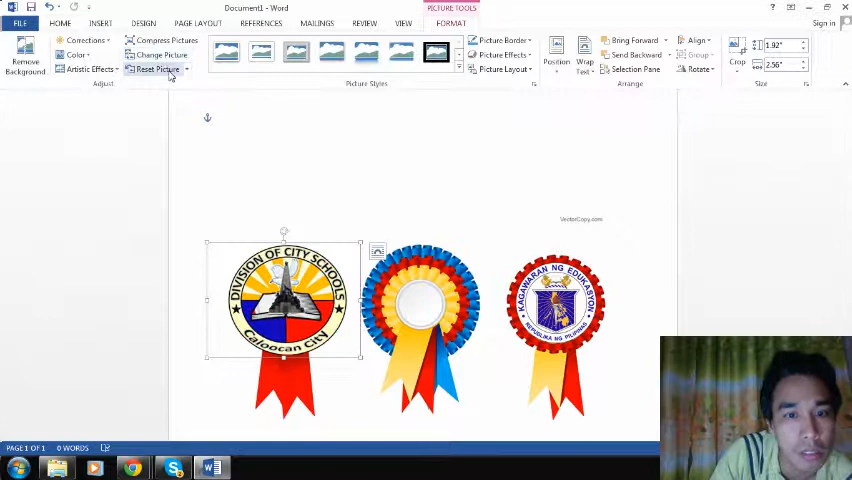 Document1 - Word
PICTURE TOOLS
FILE
HOME
INSERT
DESIGN
PAGE LAYOUT
REFERENCES
MAILINGS
REVIEW
VIEW
FORMAT
Sign in
Remove Background
Corrections
Color
Artistic Effects
Compress Pictures
Change Picture
Reset Picture
Adjust
Picture Styles
Picture Border
Picture Effects
Picture Layout
Position
Wrap Text
Bring Forward
Send Backward
Selection Pane
Align
Group
Rotate
Arrange
Crop
1.92"
2.56"
Size
VectorCopy.com
DIVISION OF CITY SCHOOLS
Caloocan City
KAGAWARAN NG EDUKASYON
REPUBLIKA NG PILIPINAS
PAGE 1 OF 1
0 WORDS